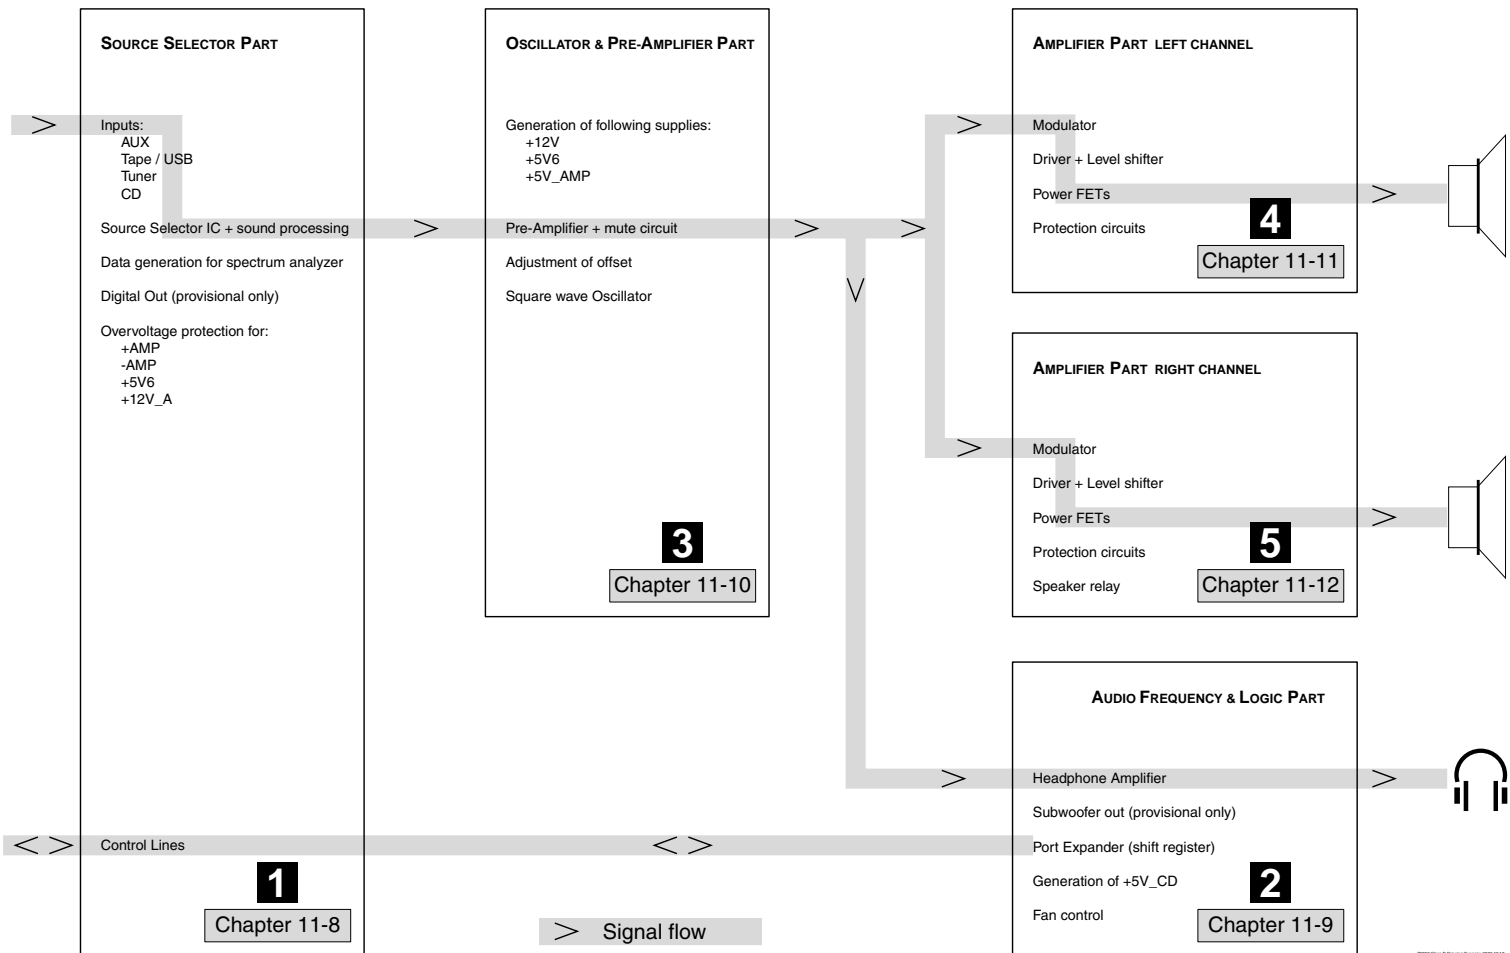 SOURCE SELECTOR PART
Inputs:
AUX
Tape / USB
Tuner
CD
Source Selector IC + sound processing
Data generation for spectrum analyzer
Digital Out (provisional only)
Overvoltage protection for:
+AMP
-AMP
+5V6
+12V_A
Control Lines
1
Chapter 11-8
OSCILLATOR & PRE-AMPLIFIER PART
Generation of following supplies:
+12V
+5V6
+5V_AMP
Pre-Amplifier + mute circuit
Adjustment of offset
Square wave Oscillator
3
Chapter 11-10
Signal flow
AMPLIFIER PART LEFT CHANNEL
Modulator
Driver + Level shifter
Power FETs
Protection circuits
4
Chapter 11-11
AMPLIFIER PART RIGHT CHANNEL
Modulator
Driver + Level shifter
Power FETs
Protection circuits
Speaker relay
5
Chapter 11-12
AUDIO FREQUENCY & LOGIC PART
Headphone Amplifier
Subwoofer out (provisional only)
Port Expander (shift register)
Generation of +5V_CD
Fan control
2
Chapter 11-9